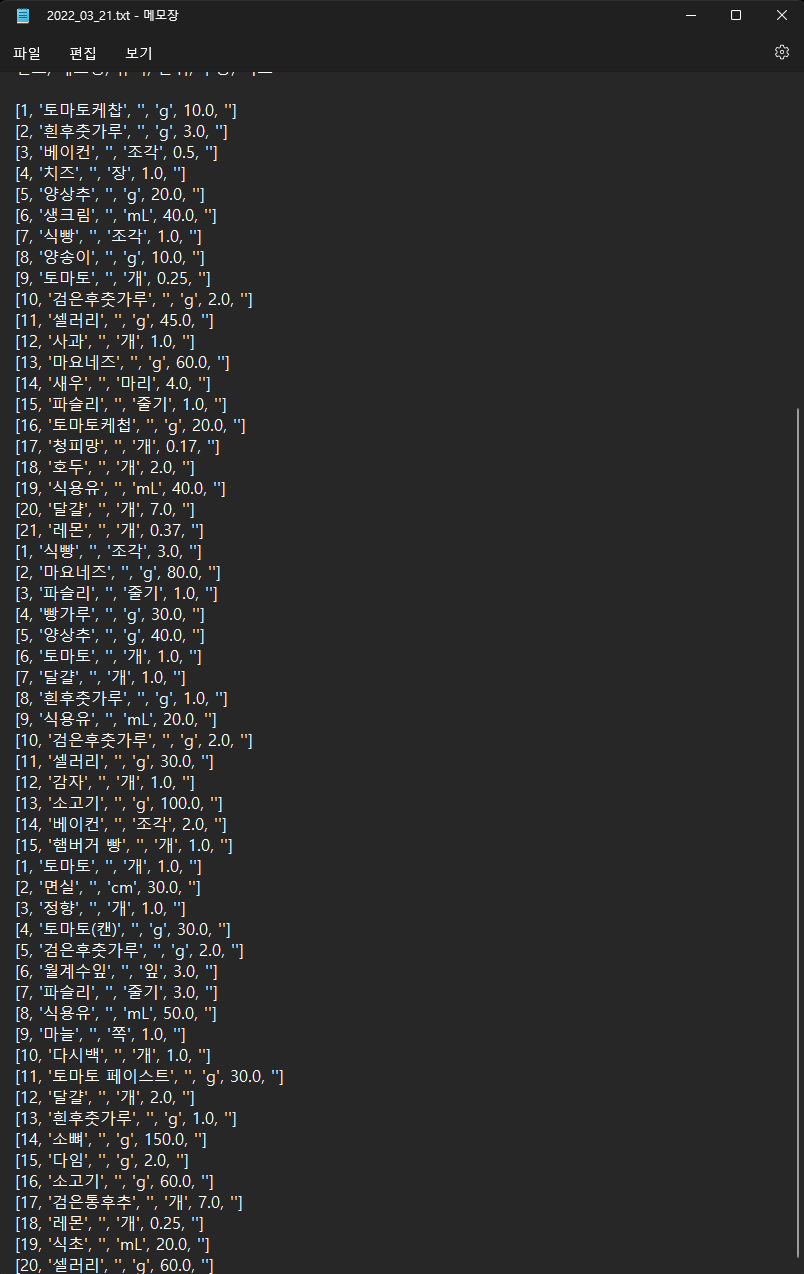 2022_03_21.txt - 메모장
파일 편집 보기
[1, '토마토케찹', '', 'g', 10.0, '']
[2, '흰후춧가루', '', 'g', 3.0, '']
[3, '베이컨', '', '조각', 0.5, '']
[4, '치즈', '', '장', 1.0, '']
[5, '양상추', '', 'g', 20.0, '']
[6, '생크림', '', 'mL', 40.0, '']
[7, '식빵', '', '조각', 1.0, '']
[8, '양송이', '', 'g', 10.0, '']
[9, '토마토', '', '개', 0.25, '']
[10, '검은후춧가루', '', 'g', 2.0, '']
[11, '셀러리', '', 'g', 45.0, '']
[12, '사과', '', '개', 1.0, '']
[13, '마요네즈', '', 'g', 60.0, '']
[14, '새우', '', '마리', 4.0, '']
[15, '파슬리', '', '줄기', 1.0, '']
[16, '토마토케첩', '', 'g', 20.0, '']
[17, '청피망', '', '개', 0.17, '']
[18, '호두', '', '개', 2.0, '']
[19, '식용유', '', 'mL', 40.0, '']
[20, '달걀', '', '개', 7.0, '']
[21, '레몬', '', '개', 0.37, '']
[1, '식빵', '', '조각', 3.0, '']
[2, '마요네즈', '', 'g', 80.0, '']
[3, '파슬리', '', '줄기', 1.0, '']
[4, '빵가루', '', 'g', 30.0, '']
[5, '양상추', '', 'g', 40.0, '']
[6, '토마토', '', '개', 1.0, '']
[7, '달걀', '', '개', 1.0, '']
[8, '흰후춧가루', '', 'g', 1.0, '']
[9, '식용유', '', 'mL', 20.0, '']
[10, '검은후춧가루', '', 'g', 2.0, '']
[11, '셀러리', '', 'g', 30.0, '']
[12, '감자', '', '개', 1.0, '']
[13, '소고기', '', 'g', 100.0, '']
[14, '베이컨', '', '조각', 2.0, '']
[15, '햄버거 빵', '', '개', 1.0, '']
[1, '토마토', '', '개', 1.0, '']
[2, '면실', '', 'cm', 30.0, '']
[3, '정향', '', '개', 1.0, '']
[4, '토마토(캔)', '', 'g', 30.0, '']
[5, '검은후춧가루', '', 'g', 2.0, '']
[6, '월계수잎', '', '잎', 3.0, '']
[7, '파슬리', '', '줄기', 3.0, '']
[8, '식용유', '', 'mL', 50.0, '']
[9, '마늘', '', '쪽', 1.0, '']
[10, '다시백', '', '개', 1.0, '']
[11, '토마토 페이스트', '', 'g', 30.0, '']
[12, '달걀', '', '개', 2.0, '']
[13, '흰후춧가루', '', 'g', 1.0, '']
[14, '소뼈', '', 'g', 150.0, '']
[15, '다임', '', 'g', 2.0, '']
[16, '소고기', '', 'g', 60.0, '']
[17, '검은통후추', '', '개', 7.0, '']
[18, '레몬', '', '개', 0.25, '']
[19, '식초', '', 'mL', 20.0, '']
[20, '셀러리', '', 'g', 60.0, '']